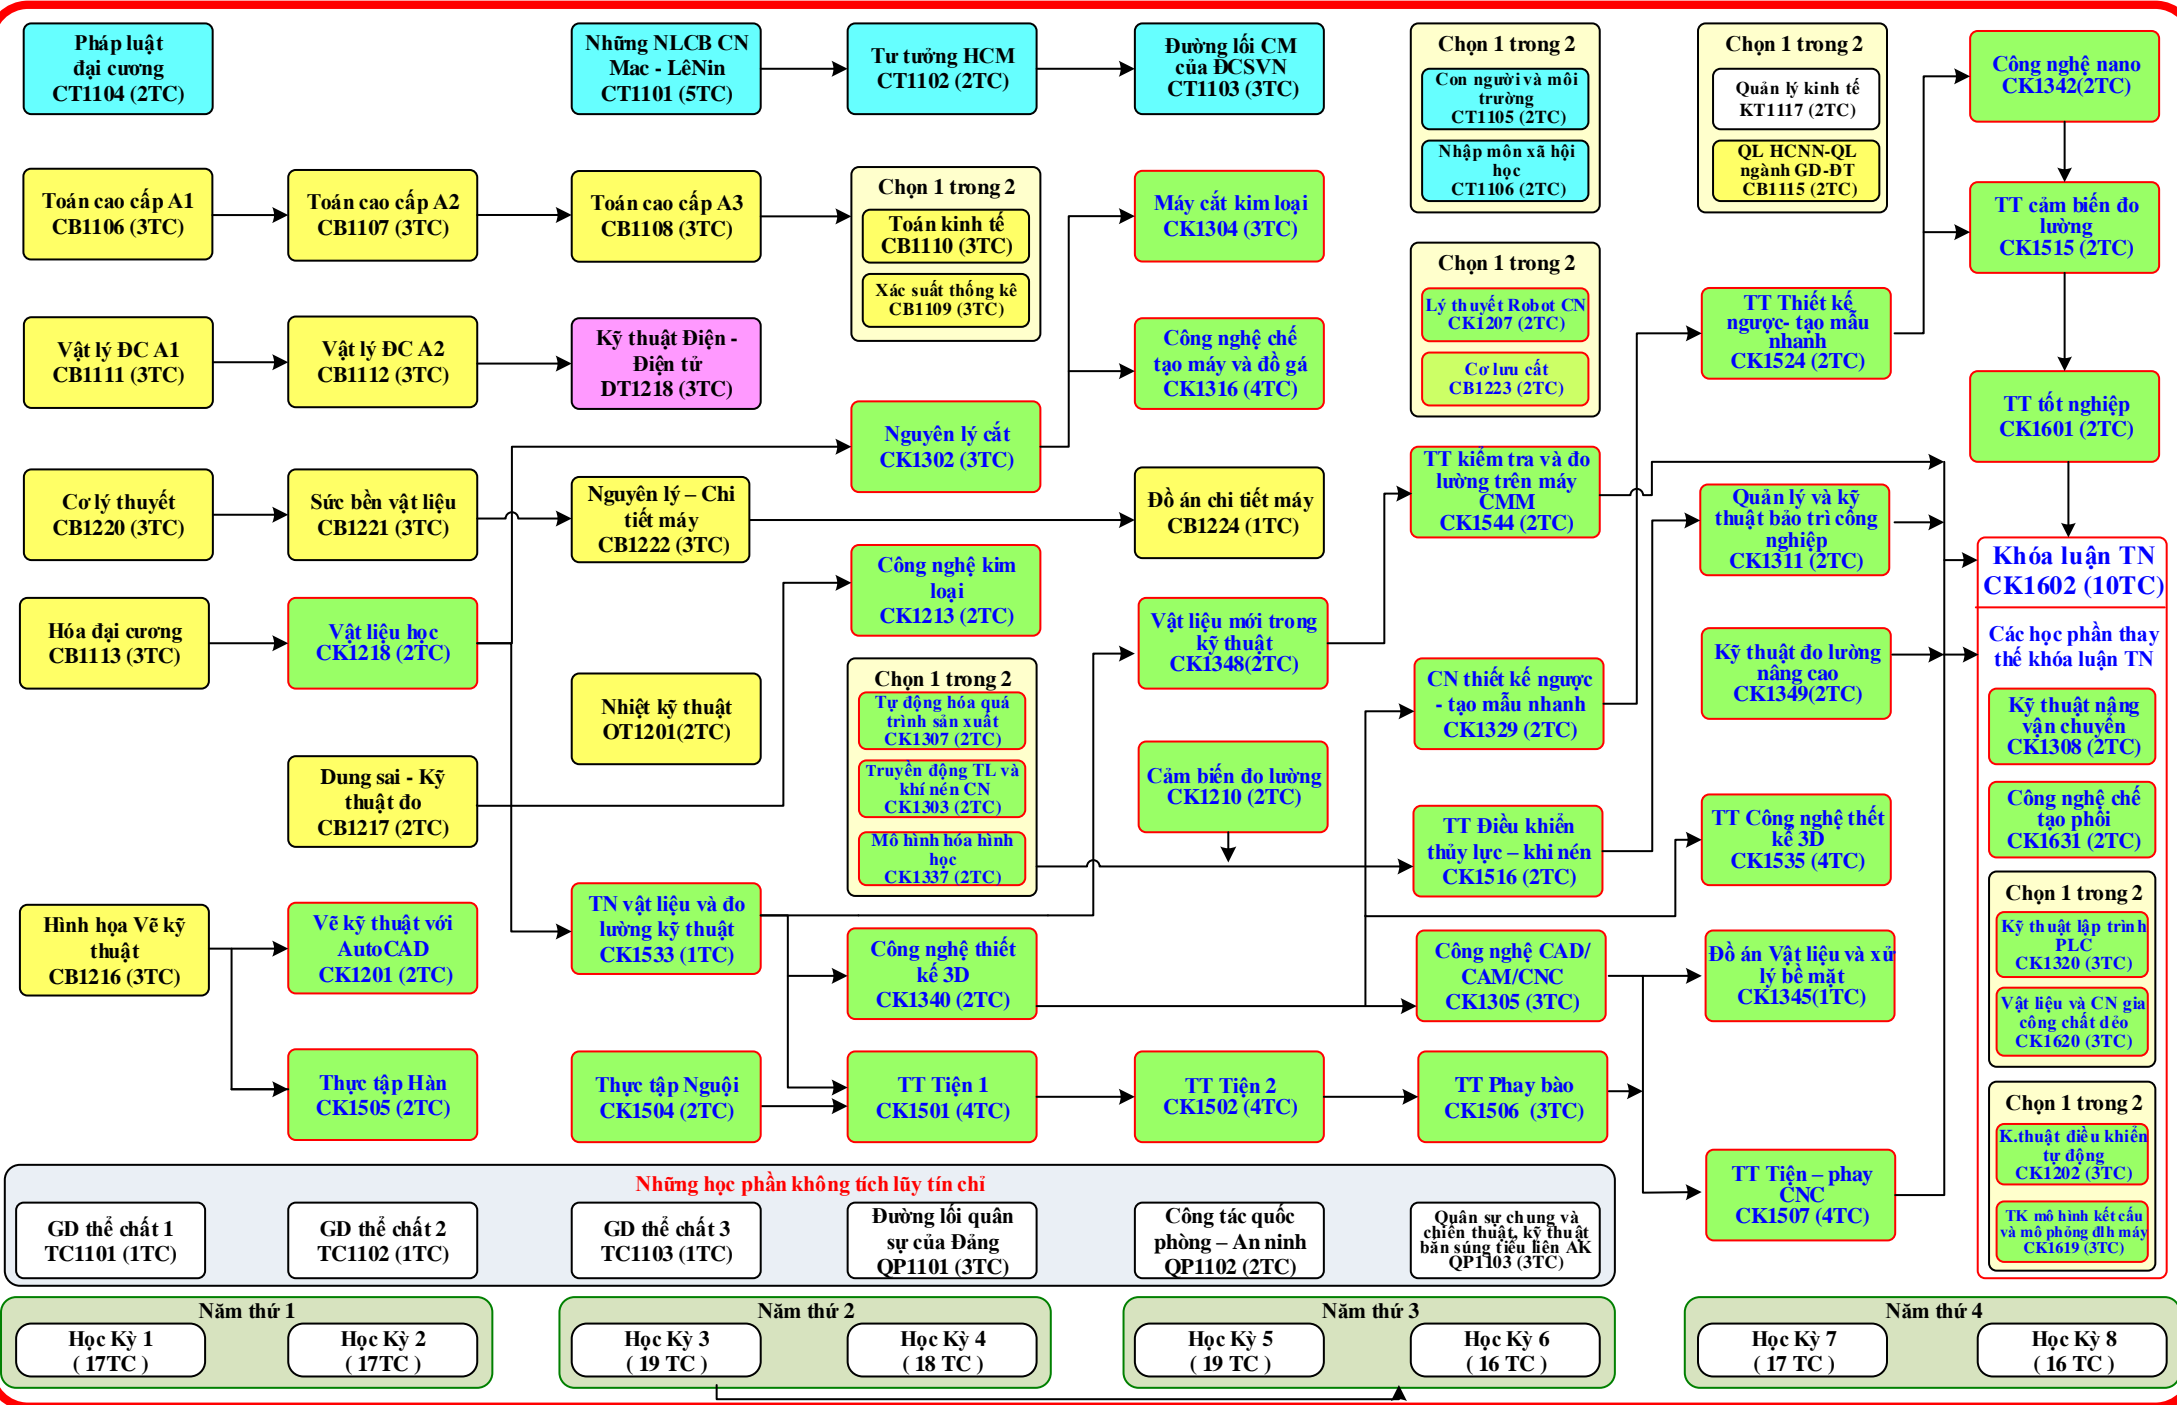 Pháp luật
đại cương
CT1104 (2TC)
Những NLCB CN
Mac - LêNin
CT1101 (5TC)
Tư tưởng HCM
CT1102 (2TC)
Đường lối CM
của ĐCSVN
CT1103 (3TC)
Chọn 1 trong 2
Con người và môi
trường
CT1105 (2TC)
Nhập môn xã hội
học
CT1106 (2TC)
Chọn 1 trong 2
Quản lý kinh tế
KT1117 (2TC)
QL HCNN-QL
ngành GD-ĐT
CB1115 (2TC)
Công nghệ nano
CK1342(2TC)
Toán cao cấp A1
CB1106 (3TC)
Toán cao cấp A2
CB1107 (3TC)
Toán cao cấp A3
CB1108 (3TC)
Chọn 1 trong 2
Toán kinh tế
CB1110 (3TC)
Xác suất thống kê
CB1109 (3TC)
Máy cắt kim loại
CK1304 (3TC)
Chọn 1 trong 2
Lý thuyết Robot CN
CK1207 (2TC)
Cơ lưu cất
CB1223 (2TC)
TT cảm biến đo
lường
CK1515 (2TC)
Vật lý ĐC A1
CB1111 (3TC)
Vật lý ĐC A2
CB1112 (3TC)
Kỹ thuật Điện -
Điện tử
DT1218 (3TC)
Công nghệ chế
tạo máy và đồ gá
CK1316 (4TC)
TT Thiết kế
ngược- tạo mẫu
nhanh
CK1524 (2TC)
TT tốt nghiệp
CK1601 (2TC)
Nguyên lý cắt
CK1302 (3TC)
Cơ lý thuyết
CB1220 (3TC)
Sức bền vật liệu
CB1221 (3TC)
Nguyên lý – Chi
tiết máy
CB1222 (3TC)
Đồ án chi tiết máy
CB1224 (1TC)
TT kiểm tra và đo
lường trên máy
CMM
CK1544 (2TC)
Quản lý và kỹ
thuật bảo trì công
nghiệp
CK1311 (2TC)
Khóa luận TN
CK1602 (10TC)
Các học phần thay
thế khóa luận TN
Công nghệ kim
loại
CK1213 (2TC)
Hóa đại cương
CB1113 (3TC)
Vật liệu học
CK1218 (2TC)
Vật liệu mới trong
kỹ thuật
CK1348(2TC)
Kỹ thuật đo lường
nâng cao
CK1349(2TC)
Nhiệt kỹ thuật
OT1201(2TC)
Chọn 1 trong 2
Tự động hóa quá
trình sản xuất
CK1307 (2TC)
Truyền động TL và
khí nén CN
CK1303 (2TC)
Mô hình hóa hình
học
CK1337 (2TC)
CN thiết kế ngược
- tạo mẫu nhanh
CK1329 (2TC)
Kỹ thuật nâng
vận chuyển
CK1308 (2TC)
Dung sai - Kỹ
thuật đo
CB1217 (2TC)
Cảm biến đo lường
CK1210 (2TC)
TT Điều khiển
thủy lực – khi nén
CK1516 (2TC)
TT Công nghệ thết
kế 3D
CK1535 (4TC)
Công nghệ chế
tạo phôi
CK1631 (2TC)
Hình họa Vẽ kỹ
thuật
CB1216 (3TC)
Vẽ kỹ thuật với
AutoCAD
CK1201 (2TC)
TN vật liệu và đo
lường kỹ thuật
CK1533 (1TC)
Công nghệ thiết
kế 3D
CK1340 (2TC)
Công nghệ CAD/
CAM/CNC
CK1305 (3TC)
Đồ án Vật liệu và xử
lý bề mặt
CK1345(1TC)
Chọn 1 trong 2
Kỹ thuật lập trình
PLC
CK1320 (3TC)
Vật liệu và CN gia
công chất dẻo
CK1620 (3TC)
Thực tập Hàn
CK1505 (2TC)
Thực tập Nguội
CK1504 (2TC)
TT Tiện 1
CK1501 (4TC)
TT Tiện 2
CK1502 (4TC)
TT Phay bào
CK1506 (3TC)
TT Tiện – phay
CNC
CK1507 (4TC)
Chọn 1 trong 2
K.thuật điều khiển
tự động
CK1202 (3TC)
TK mô hình kết cấu
và mô phỏng đlh máy
CK1619 (3TC)
Những học phần không tích lũy tín chỉ
GD thể chất 1
TC1101 (1TC)
GD thể chất 2
TC1102 (1TC)
GD thể chất 3
TC1103 (1TC)
Đường lối quân
sự của Đảng
QP1101 (3TC)
Công tác quốc
phòng – An ninh
QP1102 (2TC)
Quân sự chung và
chiến thuật, kỹ thuật
bắn súng tiểu liên AK
QP1103 (3TC)
Năm thứ 1
Học Kỳ 1
( 17TC )
Học Kỳ 2
( 17TC )
Năm thứ 2
Học Kỳ 3
( 19 TC )
Học Kỳ 4
( 18 TC )
Năm thứ 3
Học Kỳ 5
( 19 TC )
Học Kỳ 6
( 16 TC )
Năm thứ 4
Học Kỳ 7
( 17 TC )
Học Kỳ 8
( 16 TC )